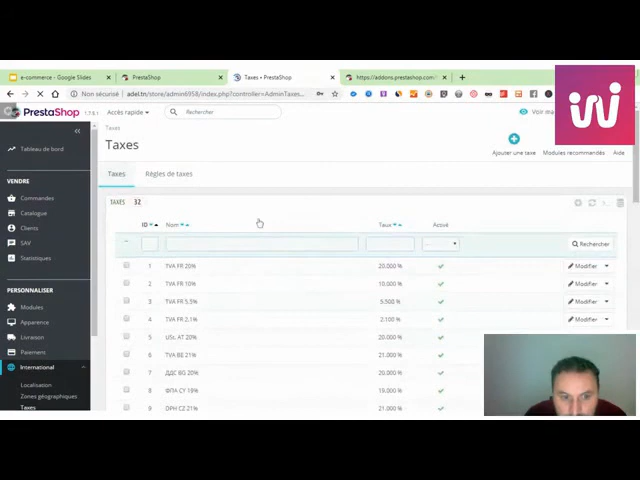 e-commerce - Google Slides
PrestaShop
Taxes • PrestaShop
https://addons.prestashop.com
Non sécurisé
adel.tn/store/admin6958/index.php?controller=AdminTaxes...
PrestaShop 1.7.5.1
Accès rapide
Rechercher
Voir ma
Taxes
Taxes
Ajouter une taxe
Modules recommandés
Aide
Taxes
Règles de taxes
Tableau de bord
VENDRE
Commandes
Catalogue
Clients
SAV
Statistiques
PERSONNALISER
Modules
Apparence
Livraison
Paiement
International
Localisation
Zones géographiques
Taxes
TAXES 32
ID Nom Taux Activé
Rechercher
1 TVA FR 20% 20.000 % Modifier
2 TVA FR 10% 10.000 % Modifier
3 TVA FR 5.5% 5.500 % Modifier
4 TVA FR 2.1% 2.100 % Modifier
5 USt. AT 20% 20.000 %
6 TVA BE 21% 21.000 %
7 ДДС BG 20% 20.000 %
8 ΦΠΑ CY 19% 19.000 %
9 DPH CZ 21% 21.000 %